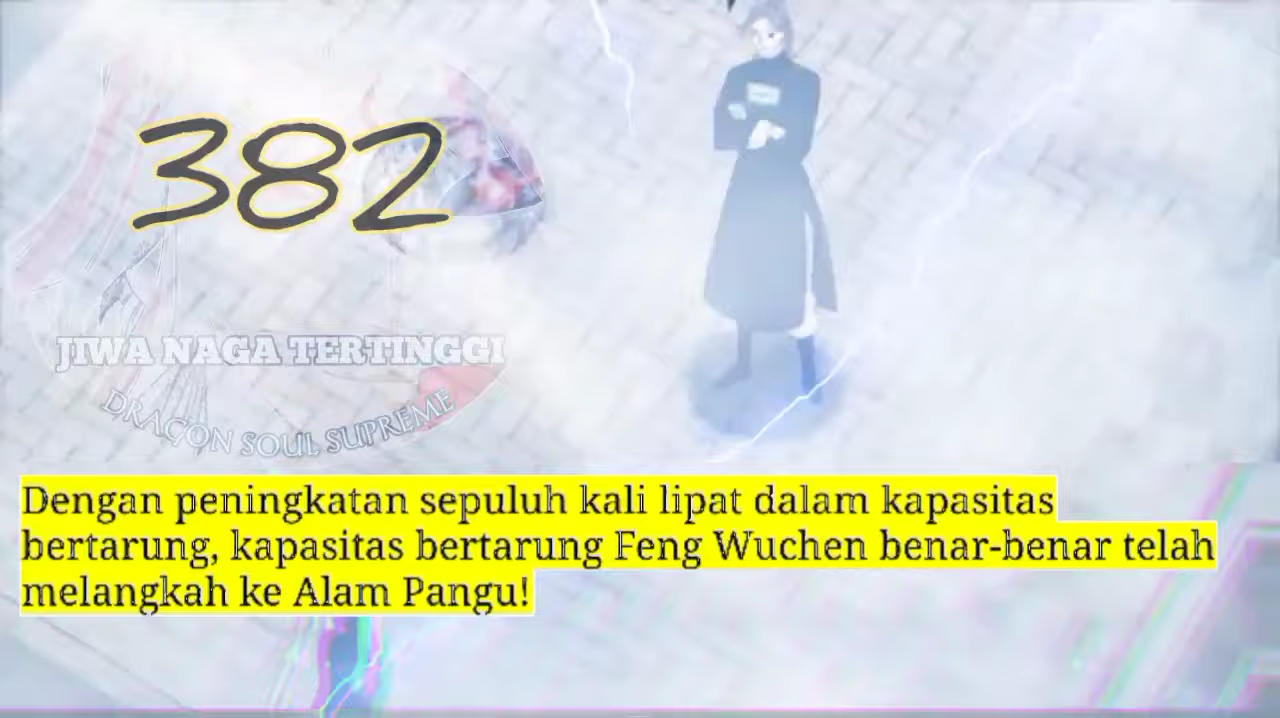 382
JIWA NAGA TERTINGGI
DRAGON SOUL SUPREME
Dengan peningkatan sepuluh kali lipat dalam kapasitas
bertarung, kapasitas bertarung Feng Wuchen benar-benar telah
melangkah ke Alam Pangu!